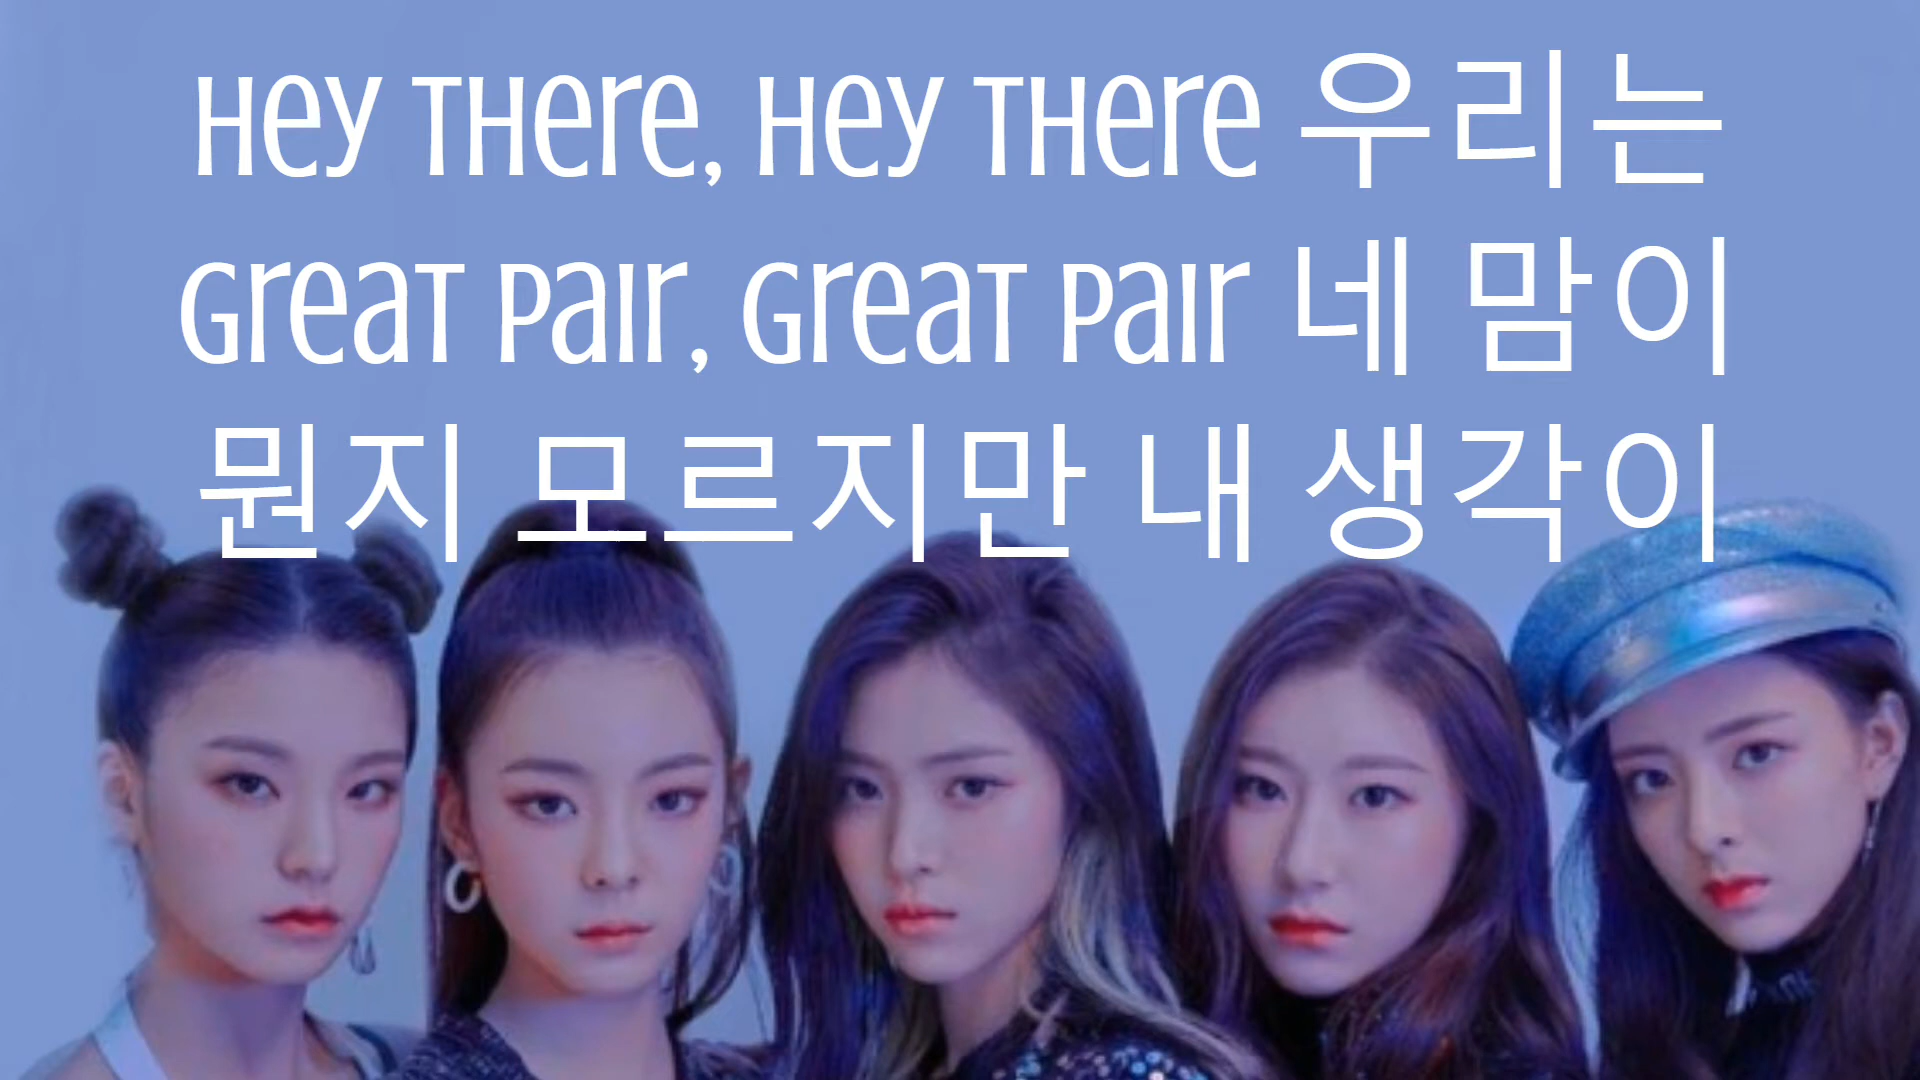 Hey there, hey there 우리는
great pair, great pair 네 맘이
뭔지 모르지만 내 생각이